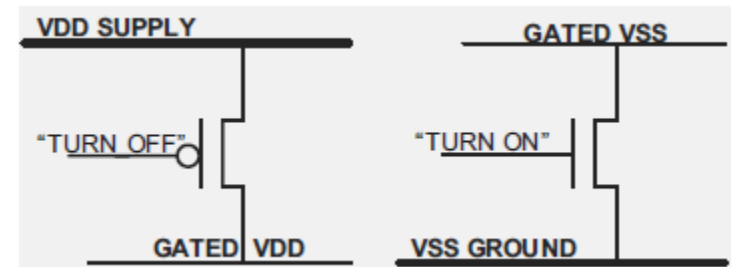 VDD SUPPLY
GATED VSS
"TURN_OFF"
"TURN ON"
GATED VDD
VSS GROUND